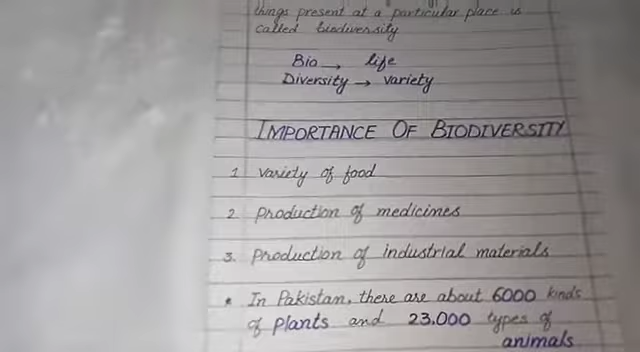 things present at a particular place is
called biodiversity
Bio → life
Diversity → variety
IMPORTANCE OF BIODIVERSITY
1 Variety of food
2 Production of medicines
3. Production of industrial materials
* In Pakistan, there are about 6000 kinds
of plants and 23.000 types of
animals